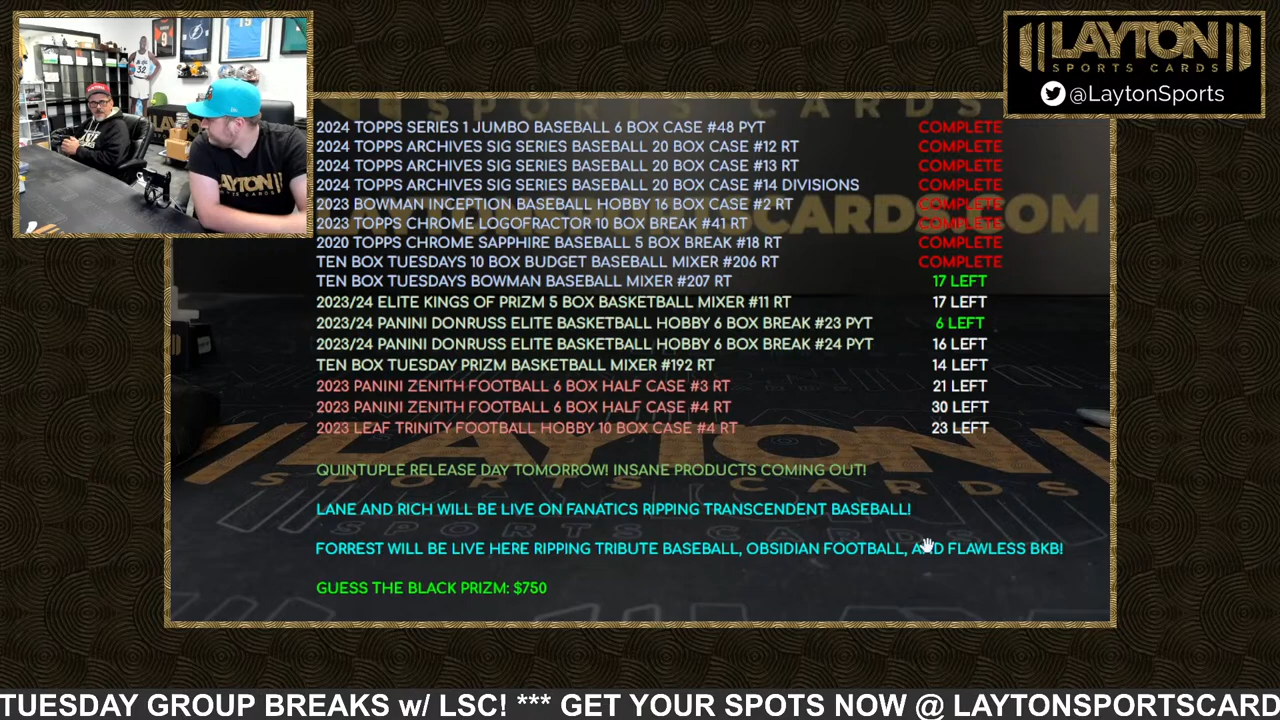 LAYTON
SPORTS CARDS
@LaytonSports
2024 TOPPS SERIES 1 JUMBO BASEBALL 6 BOX CASE #48 PYT COMPLETE
2024 TOPPS ARCHIVES SIG SERIES BASEBALL 20 BOX CASE #12 RT COMPLETE
2024 TOPPS ARCHIVES SIG SERIES BASEBALL 20 BOX CASE #13 RT COMPLETE
2024 TOPPS ARCHIVES SIG SERIES BASEBALL 20 BOX CASE #14 DIVISIONS COMPLETE
2023 BOWMAN INCEPTION BASEBALL HOBBY 16 BOX CASE #2 RT COMPLETE
2023 TOPPS CHROME LOGOFRACTOR 10 BOX BREAK #41 RT COMPLETE
2020 TOPPS CHROME SAPPHIRE BASEBALL 5 BOX BREAK #18 RT COMPLETE
TEN BOX TUESDAYS 10 BOX BUDGET BASEBALL MIXER #206 RT COMPLETE
TEN BOX TUESDAYS BOWMAN BASEBALL MIXER #207 RT 17 LEFT
2023/24 ELITE KINGS OF PRIZM 5 BOX BASKETBALL MIXER #11 RT 17 LEFT
2023/24 PANINI DONRUSS ELITE BASKETBALL HOBBY 6 BOX BREAK #23 PYT 6 LEFT
2023/24 PANINI DONRUSS ELITE BASKETBALL HOBBY 6 BOX BREAK #24 PYT 16 LEFT
TEN BOX TUESDAY PRIZM BASKETBALL MIXER #192 RT 14 LEFT
2023 PANINI ZENITH FOOTBALL 6 BOX HALF CASE #3 RT 21 LEFT
2023 PANINI ZENITH FOOTBALL 6 BOX HALF CASE #4 RT 30 LEFT
2023 LEAF TRINITY FOOTBALL HOBBY 10 BOX CASE #4 RT 23 LEFT
QUINTUPLE RELEASE DAY TOMORROW! INSANE PRODUCTS COMING OUT!
LANE AND RICH WILL BE LIVE ON FANATICS RIPPING TRANSCENDENT BASEBALL!
FORREST WILL BE LIVE HERE RIPPING TRIBUTE BASEBALL, OBSIDIAN FOOTBALL, AND FLAWLESS BKB!
GUESS THE BLACK PRIZM: $750
TUESDAY GROUP BREAKS w/ LSC! *** GET YOUR SPOTS NOW @ LAYTONSPORTSCARD